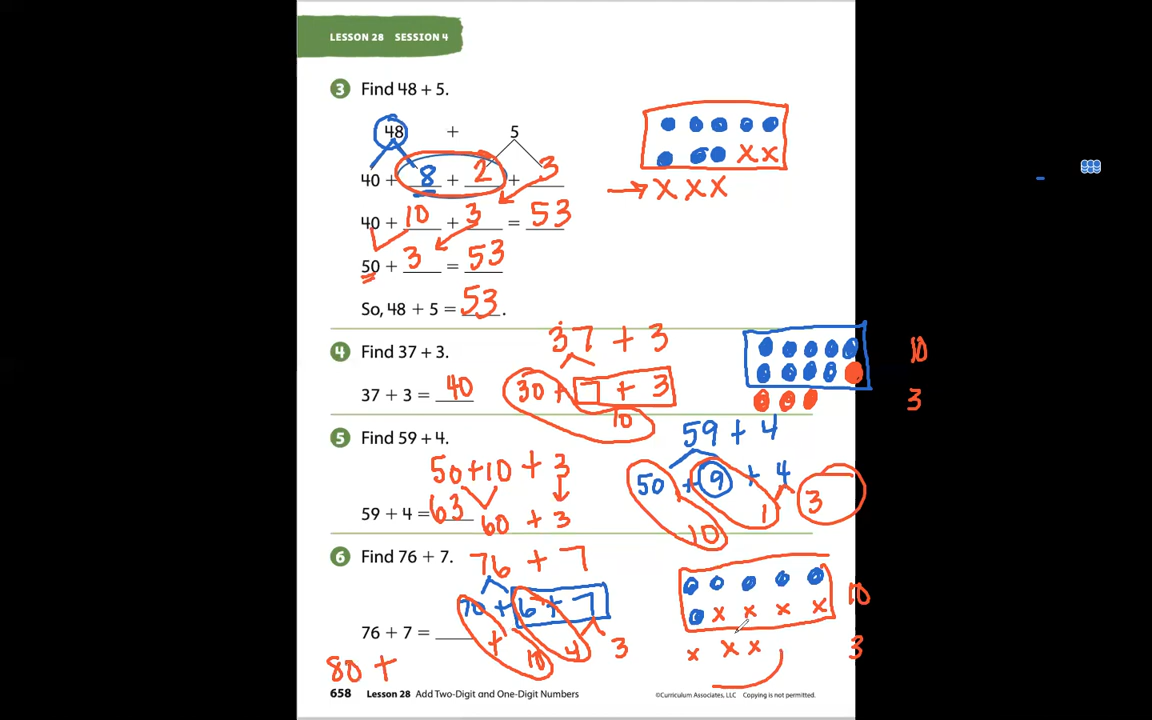 LESSON 28 SESSION 4
3 Find 48 + 5.
48 + 5
40 + 8 + 2 + 3
X X
X X X
40 + 10 + 3 = 53
50 + 3 = 53
So, 48 + 5 = 53.
37 + 3
4 Find 37 + 3.
10
37 + 3 = 40
30 + 7 + 3
3
10
5 Find 59 + 4.
59 + 4
50 + 10 + 3
50 + 9 + 4
59 + 4 = 63
60 + 3
1 3
10
6 Find 76 + 7.
76 + 7
70 + 6 + 7
x x x x
10
76 + 7 = ___
+ 10 4 3
x x x
3
80 +
658 Lesson 28 Add Two-Digit and One-Digit Numbers
©Curriculum Associates, LLC Copying is not permitted.